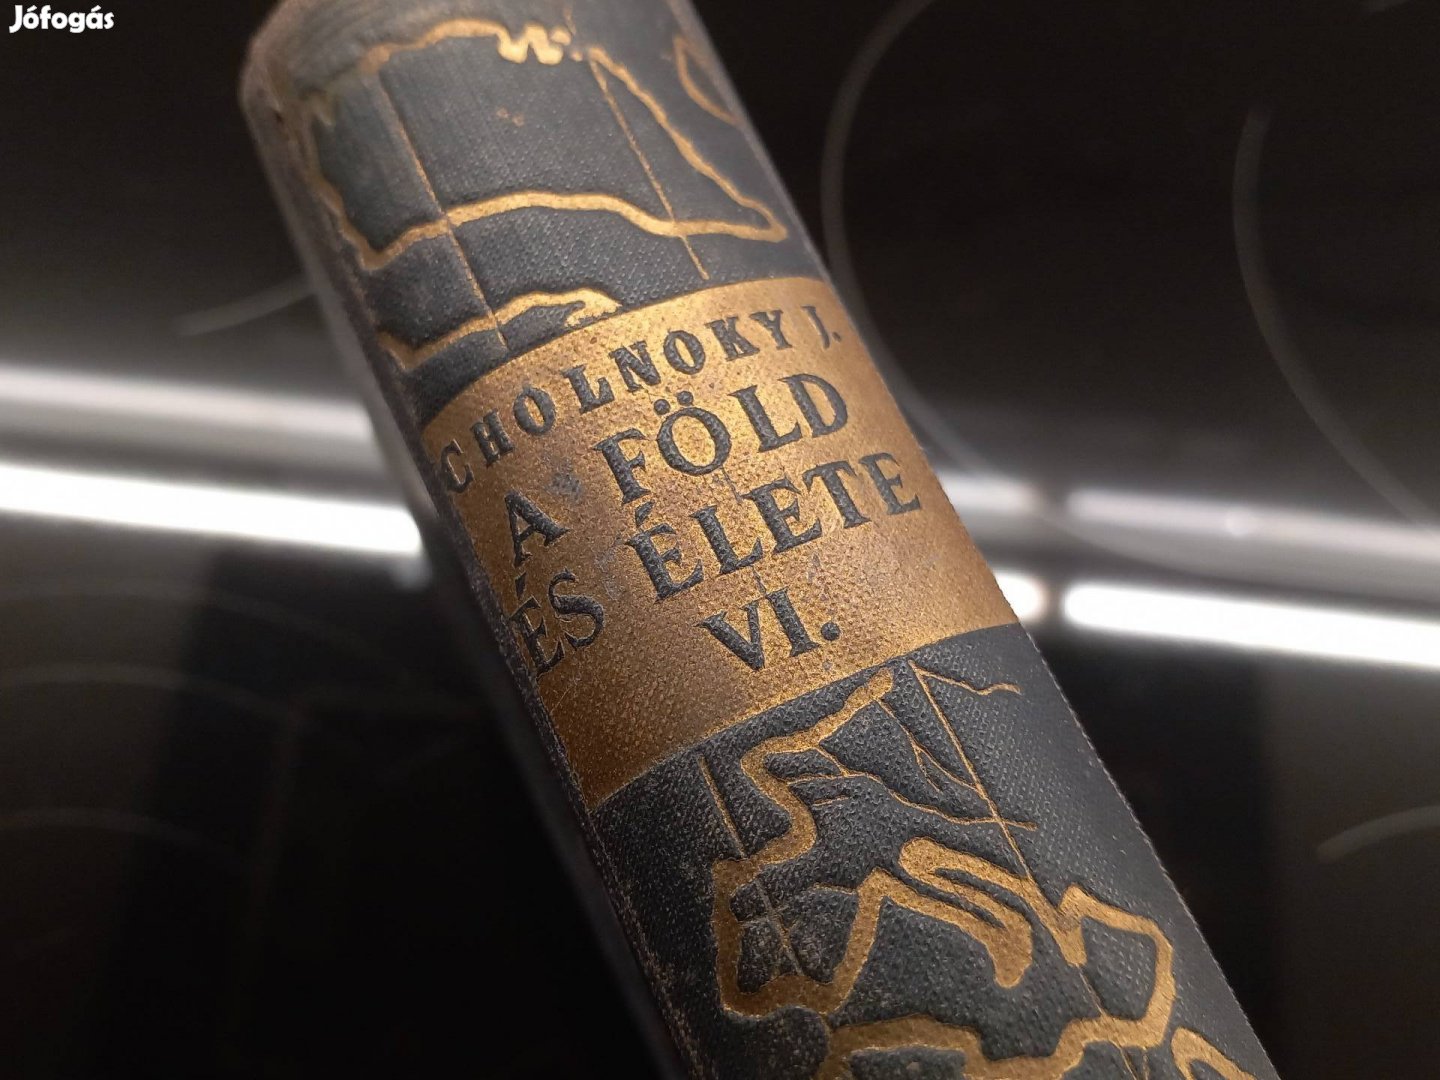 Jófogás
CHOLNOKY J.
A FÖLD
ÉS ÉLETE
VI.